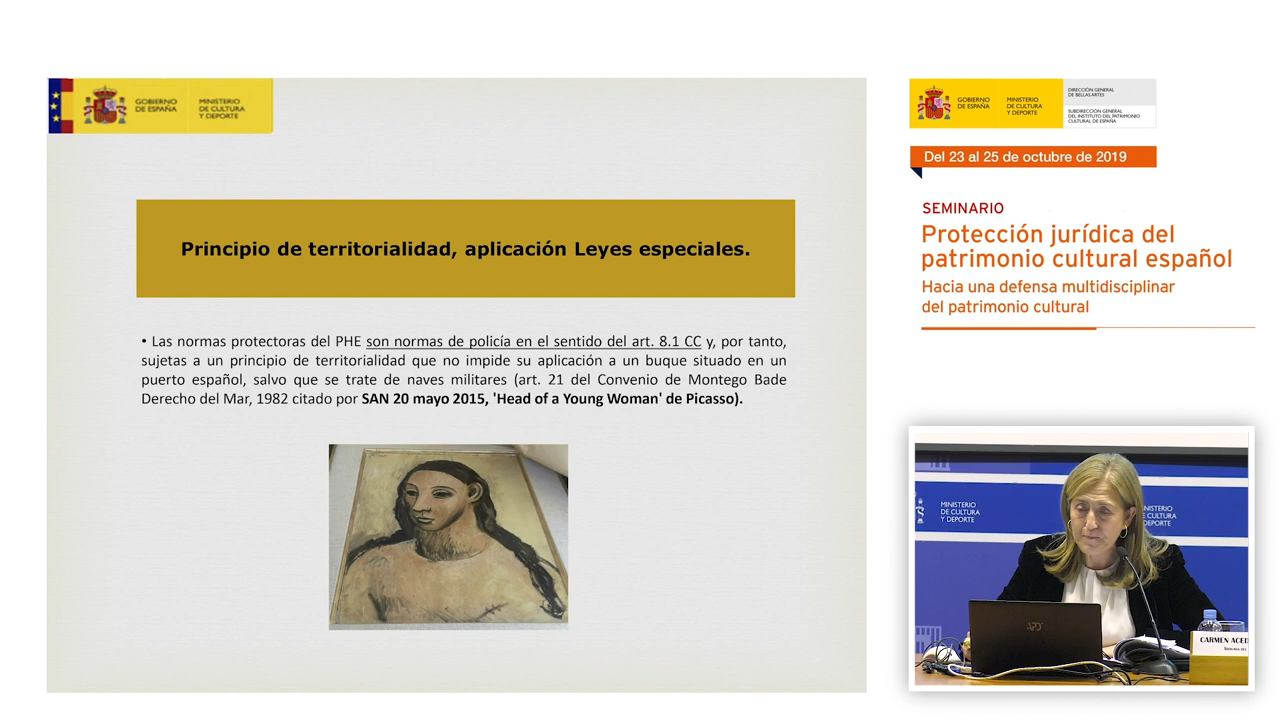 GOBIERNO
DE ESPAÑA
MINISTERIO
DE CULTURA
Y DEPORTE
Principio de territorialidad, aplicación Leyes especiales.
• Las normas protectoras del PHE son normas de policía en el sentido del art. 8.1 CC y, por tanto,
sujetas a un principio de territorialidad que no impide su aplicación a un buque situado en un
puerto español, salvo que se trate de naves militares (art. 21 del Convenio de Montego Bade
Derecho del Mar, 1982 citado por SAN 20 mayo 2015, 'Head of a Young Woman' de Picasso).
GOBIERNO
DE ESPAÑA
MINISTERIO
DE CULTURA
Y DEPORTE
DIRECCIÓN GENERAL
DE BELLAS ARTES
SUBDIRECCIÓN GENERAL
DEL INSTITUTO DEL PATRIMONIO
CULTURAL DE ESPAÑA
Del 23 al 25 de octubre de 2019
SEMINARIO
Protección jurídica del
patrimonio cultural español
Hacia una defensa multidisciplinar
del patrimonio cultural
MINISTERIO
DE CULTURA
Y DEPORTE
CARMEN ACED